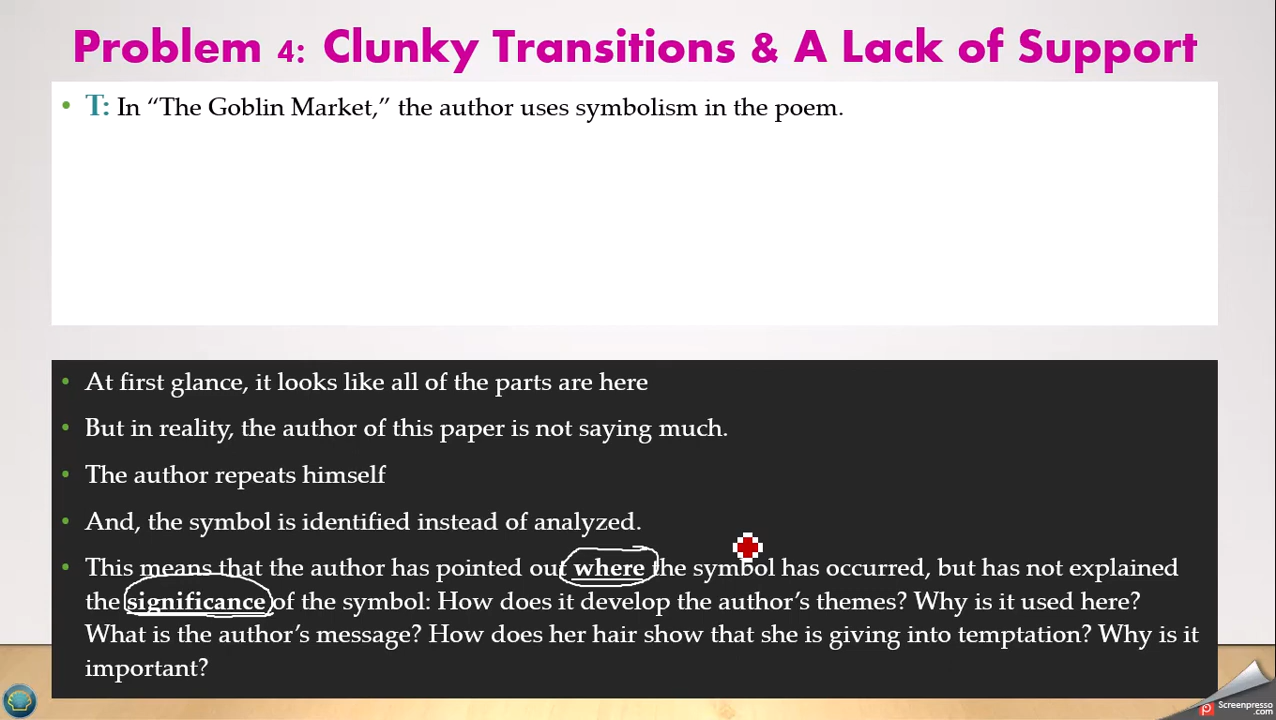 Problem 4: Clunky Transitions & A Lack of Support
• T: In “The Goblin Market,” the author uses symbolism in the poem.
• At first glance, it looks like all of the parts are here
• But in reality, the author of this paper is not saying much.
• The author repeats himself
• And, the symbol is identified instead of analyzed.
• This means that the author has pointed out where the symbol has occurred, but has not explained
the significance of the symbol: How does it develop the author’s themes? Why is it used here?
What is the author’s message? How does her hair show that she is giving into temptation? Why is it
important?
Screenpresso
.com